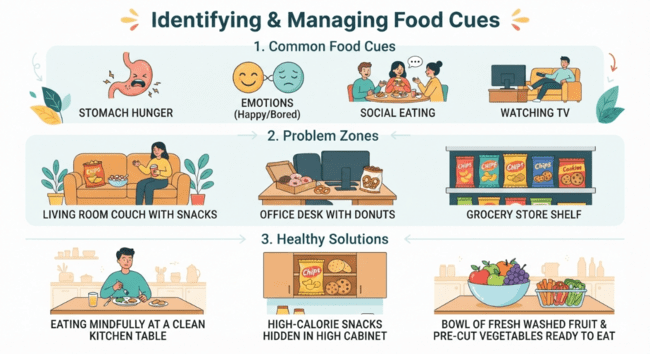 Identifying & Managing Food Cues
1. Common Food Cues
STOMACH HUNGER
EMOTIONS
(Happy/Bored)
SOCIAL EATING
WATCHING TV
2. Problem Zones
Chips
LIVING ROOM COUCH WITH SNACKS
OFFICE DESK WITH DONUTS
Chips
Chips
Chips
Chips
Cookies
GROCERY STORE SHELF
3. Healthy Solutions
EATING MINDFULLY AT A CLEAN
KITCHEN TABLE
Chips
HIGH-CALORIE SNACKS
HIDDEN IN HIGH CABINET
BOWL OF FRESH WASHED FRUIT &
PRE-CUT VEGETABLES READY TO EAT